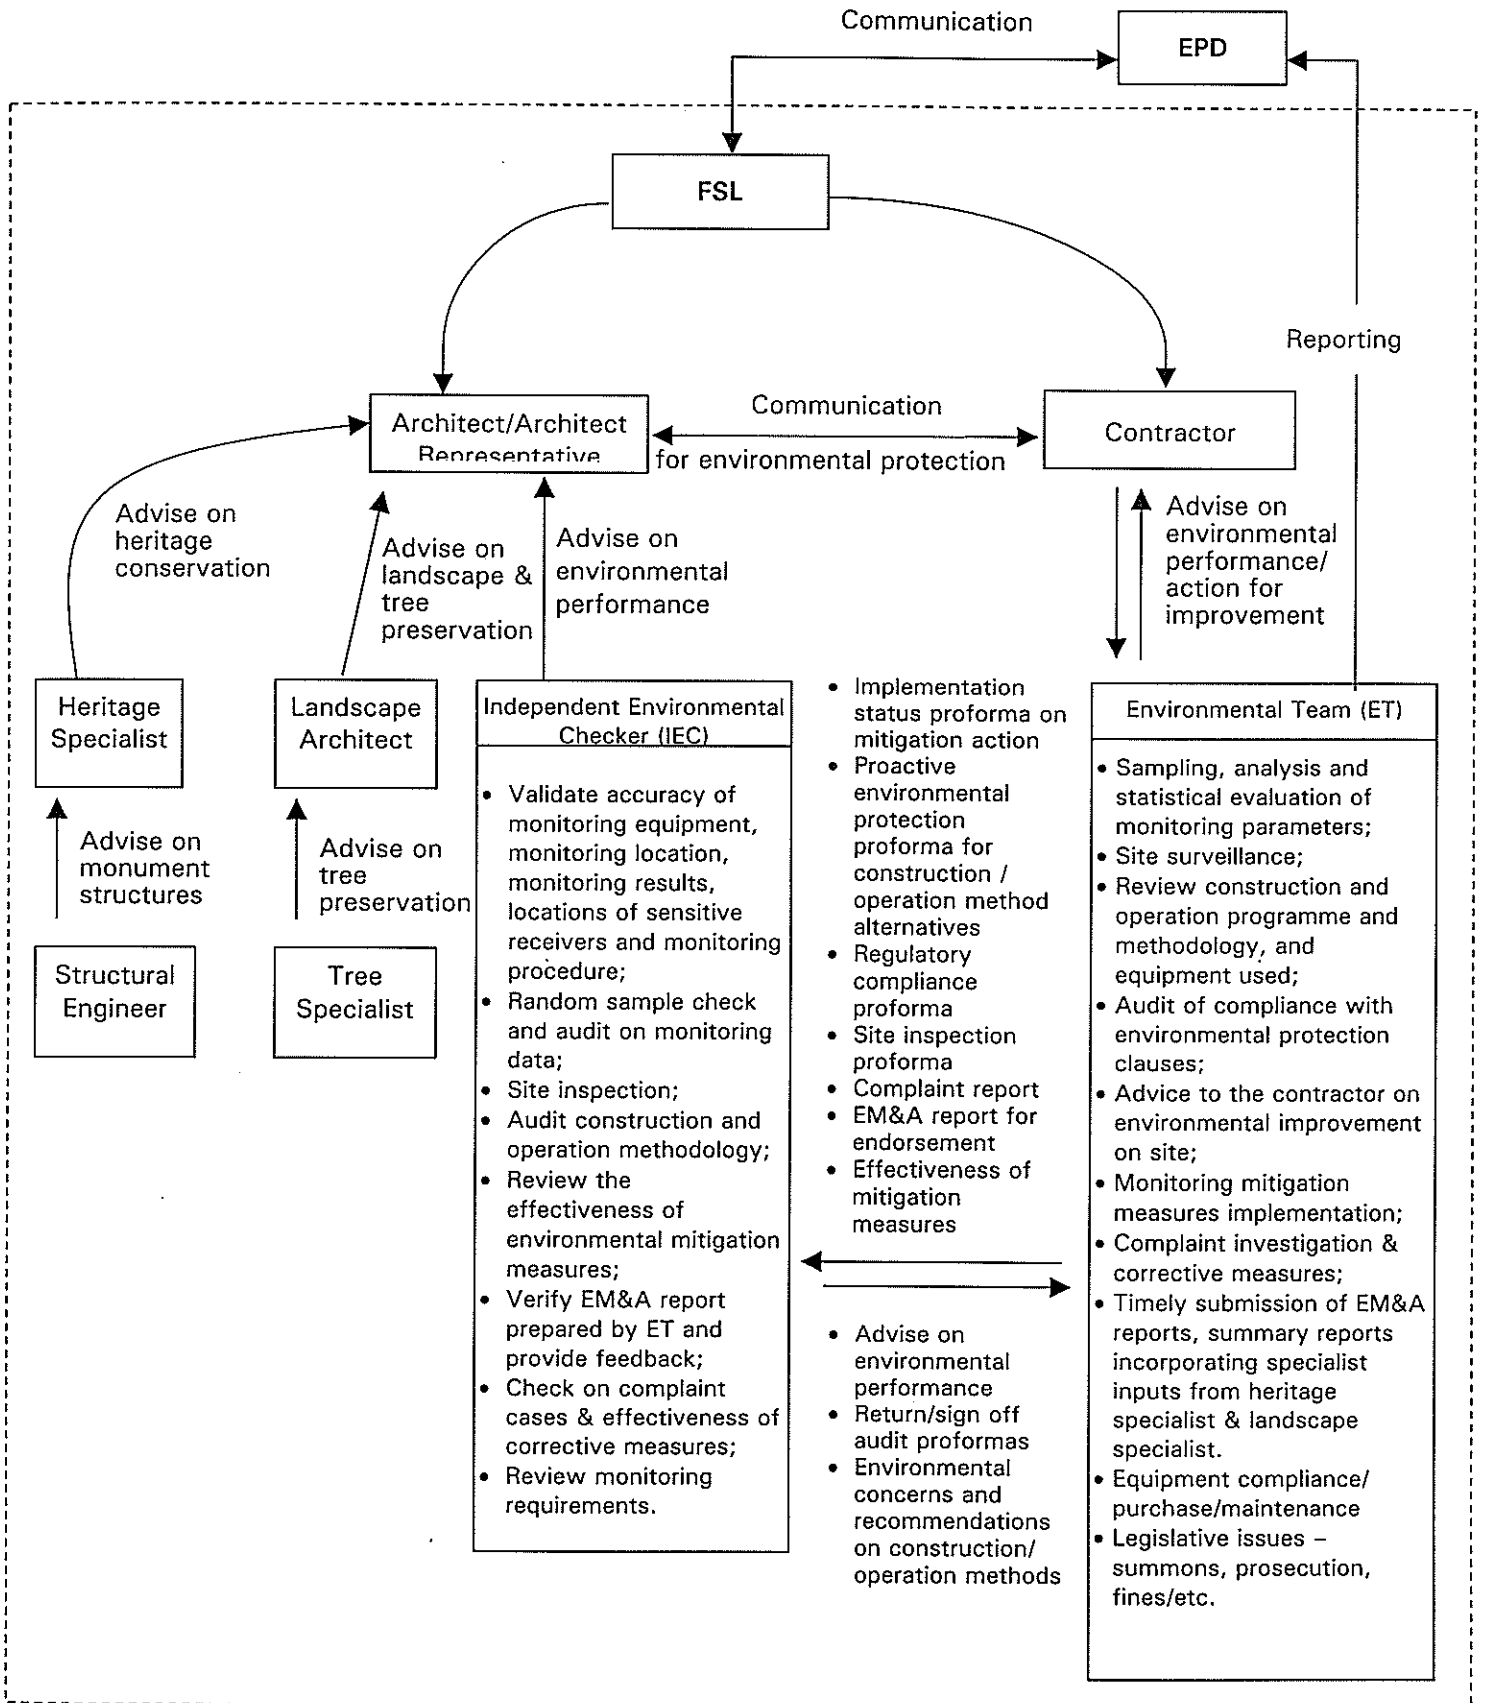 Communication
EPD
FSL
Reporting
Architect/Architect
Representative
Communication
for environmental protection
Contractor
Advise on
heritage
conservation
Advise on
landscape &
tree
preservation
Advise on
environmental
performance
Advise on
environmental
performance/
action for
improvement
Heritage
Specialist
Landscape
Architect
Independent Environmental
Checker (IEC)
• Validate accuracy of
monitoring equipment,
monitoring location,
monitoring results,
locations of sensitive
receivers and monitoring
procedure;
• Random sample check
and audit on monitoring
data;
• Site inspection;
• Audit construction and
operation methodology;
• Review the
effectiveness of
environmental mitigation
measures;
• Verify EM&A report
prepared by ET and
provide feedback;
• Check on complaint
cases & effectiveness of
corrective measures;
• Review monitoring
requirements.
Advise on
monument
structures
Advise on
tree
preservation
Structural
Engineer
Tree
Specialist
• Implementation
status proforma on
mitigation action
• Proactive
environmental
protection
proforma for
construction /
operation method
alternatives
• Regulatory
compliance
proforma
• Site inspection
proforma
• Complaint report
• EM&A report for
endorsement
• Effectiveness of
mitigation
measures
• Advise on
environmental
performance
• Return/sign off
audit proformas
• Environmental
concerns and
recommendations
on construction/
operation methods
Environmental Team (ET)
• Sampling, analysis and
statistical evaluation of
monitoring parameters;
• Site surveillance;
• Review construction and
operation programme and
methodology, and
equipment used;
• Audit of compliance with
environmental protection
clauses;
• Advice to the contractor on
environmental improvement
on site;
• Monitoring mitigation
measures implementation;
• Complaint investigation &
corrective measures;
• Timely submission of EM&A
reports, summary reports
incorporating specialist
inputs from heritage
specialist & landscape
specialist.
• Equipment compliance/
purchase/maintenance
• Legislative issues –
summons, prosecution,
fines/etc.